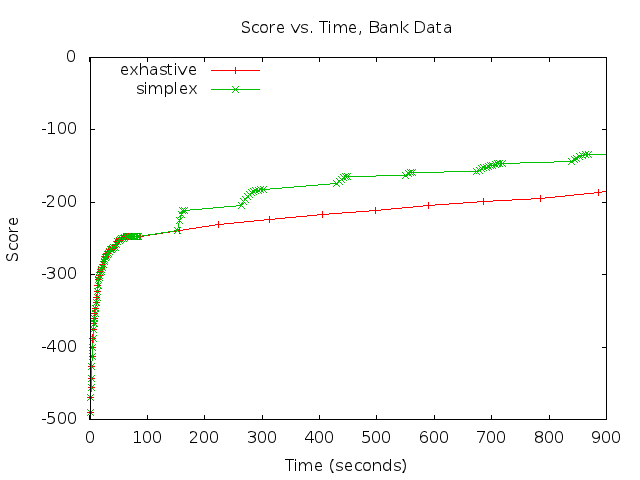 Score vs. Time, Bank Data
exhastive
simplex
0
-100
-200
-300
-400
-500
Score
0 100 200 300 400 500 600 700 800 900
Time (seconds)